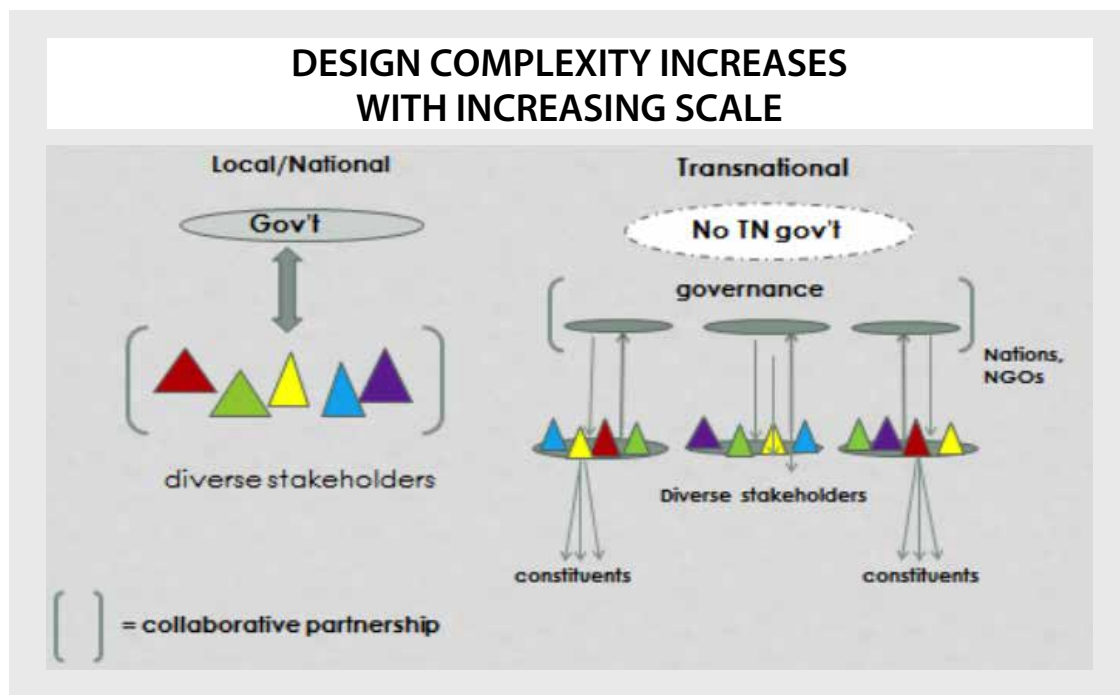 DESIGN COMPLEXITY INCREASES
WITH INCREASING SCALE
Local/National
Gov't
diverse stakeholders
Transnational
No TN gov't
governance
Nations,
NGOs
Diverse stakeholders
constituents
constituents
= collaborative partnership